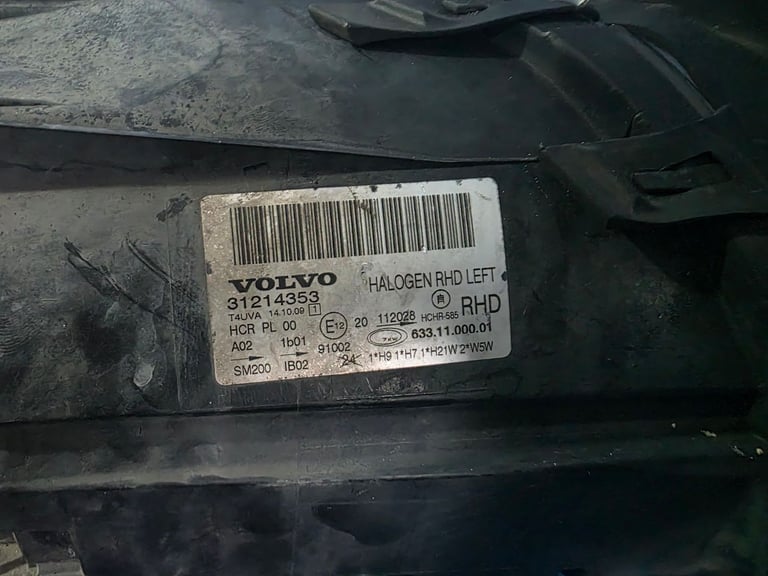 VOLVO HALOGEN RHD LEFT
31214353
T4UVA 14.10.09 1 自 HCHR-585 RHD
HCR PL 00 E12 20 112028
633.11.000.01
A02 1b01 91002
SM200 IB02 24 1*H9 1*H7 1*H21W 2*W5W